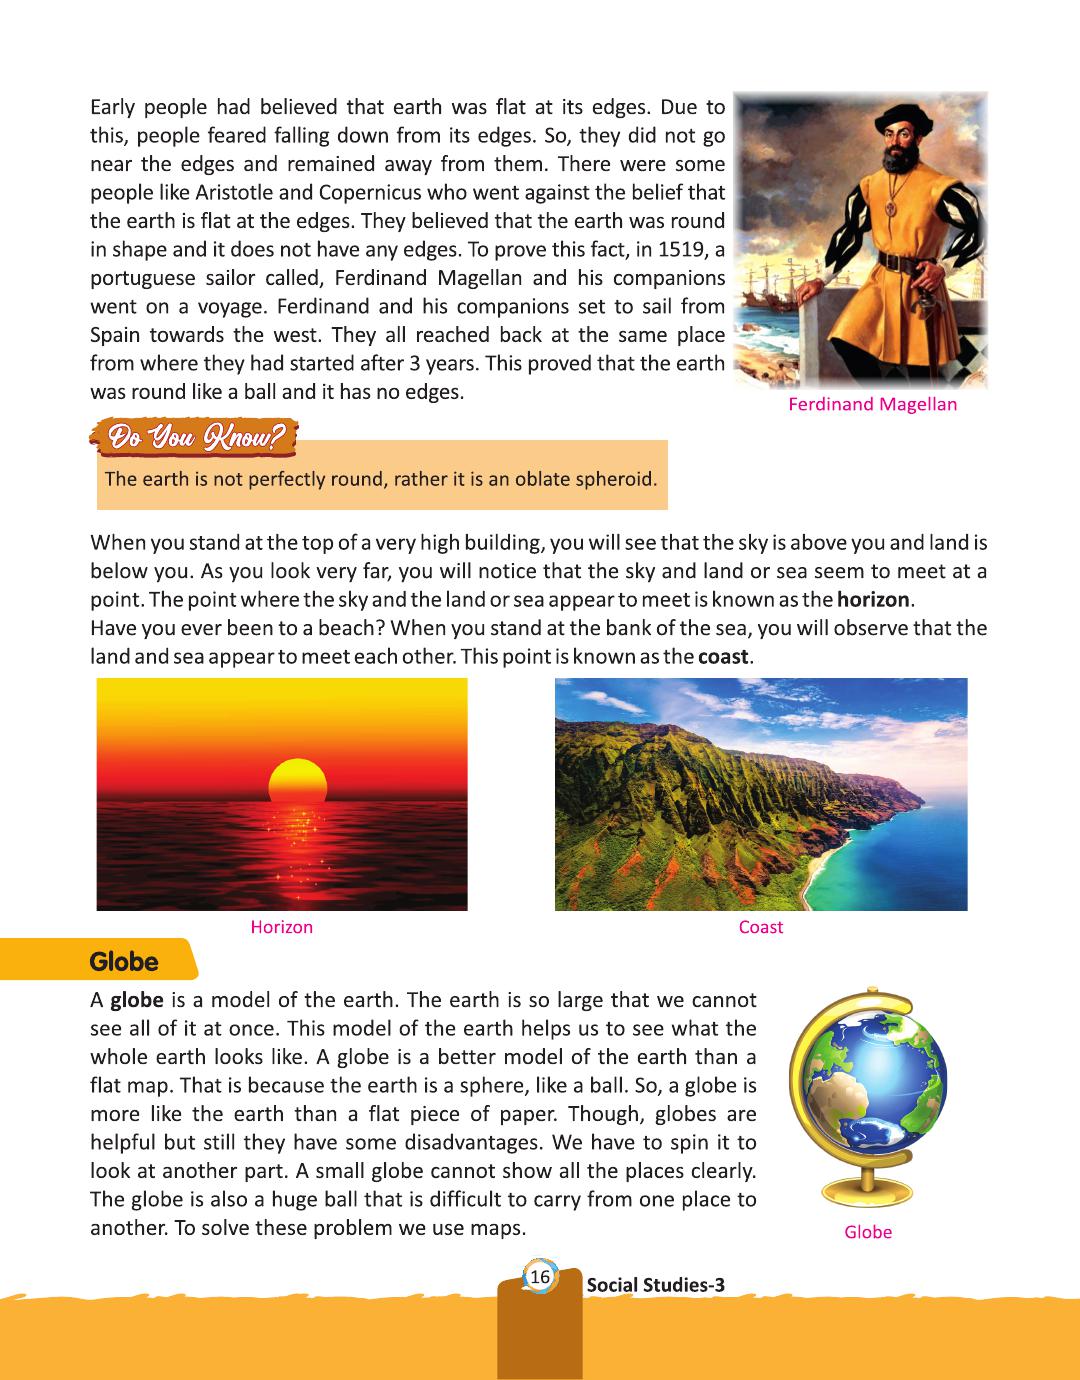 Early people had believed that earth was flat at its edges. Due to
this, people feared falling down from its edges. So, they did not go
near the edges and remained away from them. There were some
people like Aristotle and Copernicus who went against the belief that
the earth is flat at the edges. They believed that the earth was round
in shape and it does not have any edges. To prove this fact, in 1519, a
portuguese sailor called, Ferdinand Magellan and his companions
went on a voyage. Ferdinand and his companions set to sail from
Spain towards the west. They all reached back at the same place
from where they had started after 3 years. This proved that the earth
was round like a ball and it has no edges.
Ferdinand Magellan
Do You Know?
The earth is not perfectly round, rather it is an oblate spheroid.
When you stand at the top of a very high building, you will see that the sky is above you and land is
below you. As you look very far, you will notice that the sky and land or sea seem to meet at a
point. The point where the sky and the land or sea appear to meet is known as the horizon.
Have you ever been to a beach? When you stand at the bank of the sea, you will observe that the
land and sea appear to meet each other. This point is known as the coast.
Horizon
Coast
Globe
A globe is a model of the earth. The earth is so large that we cannot
see all of it at once. This model of the earth helps us to see what the
whole earth looks like. A globe is a better model of the earth than a
flat map. That is because the earth is a sphere, like a ball. So, a globe is
more like the earth than a flat piece of paper. Though, globes are
helpful but still they have some disadvantages. We have to spin it to
look at another part. A small globe cannot show all the places clearly.
The globe is also a huge ball that is difficult to carry from one place to
another. To solve these problem we use maps.
Globe
16
Social Studies-3